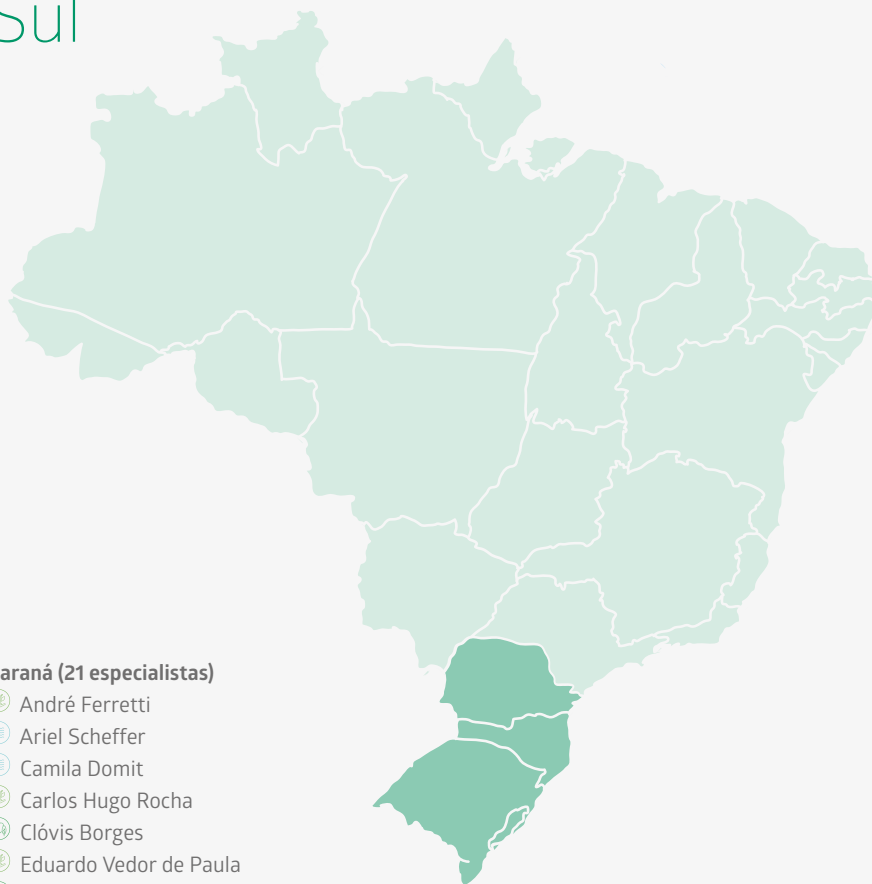 Sul
araná (21 especialistas)
André Ferretti
Ariel Scheffer
Camila Domit
Carlos Hugo Rocha
Clóvis Borges
Eduardo Vedor de Paula